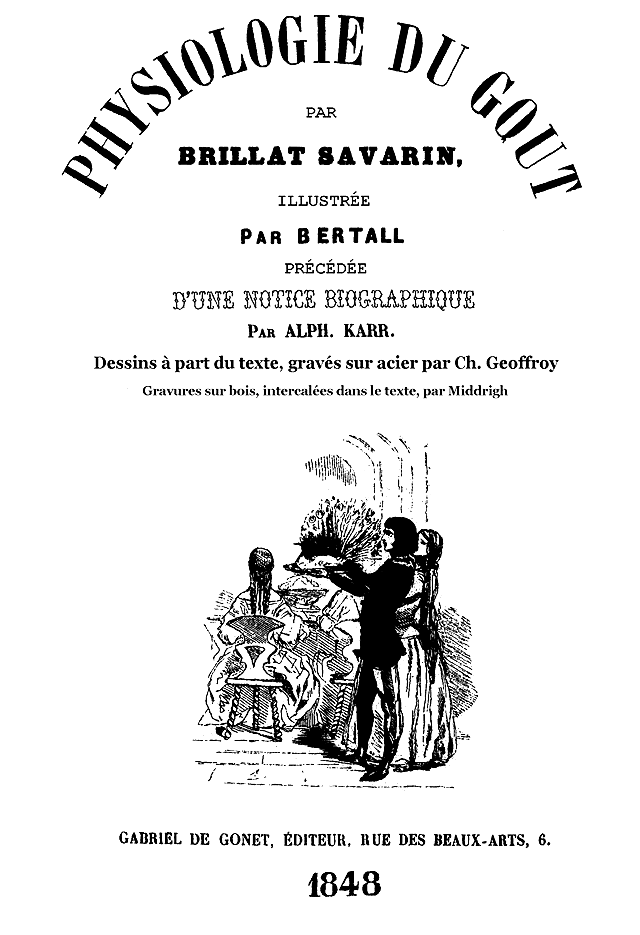 PHYSIOLOGIE DU GOUT
PAR
BRILLAT SAVARIN,
ILLUSTRÉE
PAR BERTALL
PRÉCÉDÉE
D'UNE NOTICE BIOGRAPHIQUE
PAR ALPH. KARR.
Dessins à part du texte, gravés sur acier par Ch. Geoffroy
Gravures sur bois, intercalées dans le texte, par Middrigh
GABRIEL DE GONET, ÉDITEUR, RUE DES BEAUX-ARTS, 6.
1848